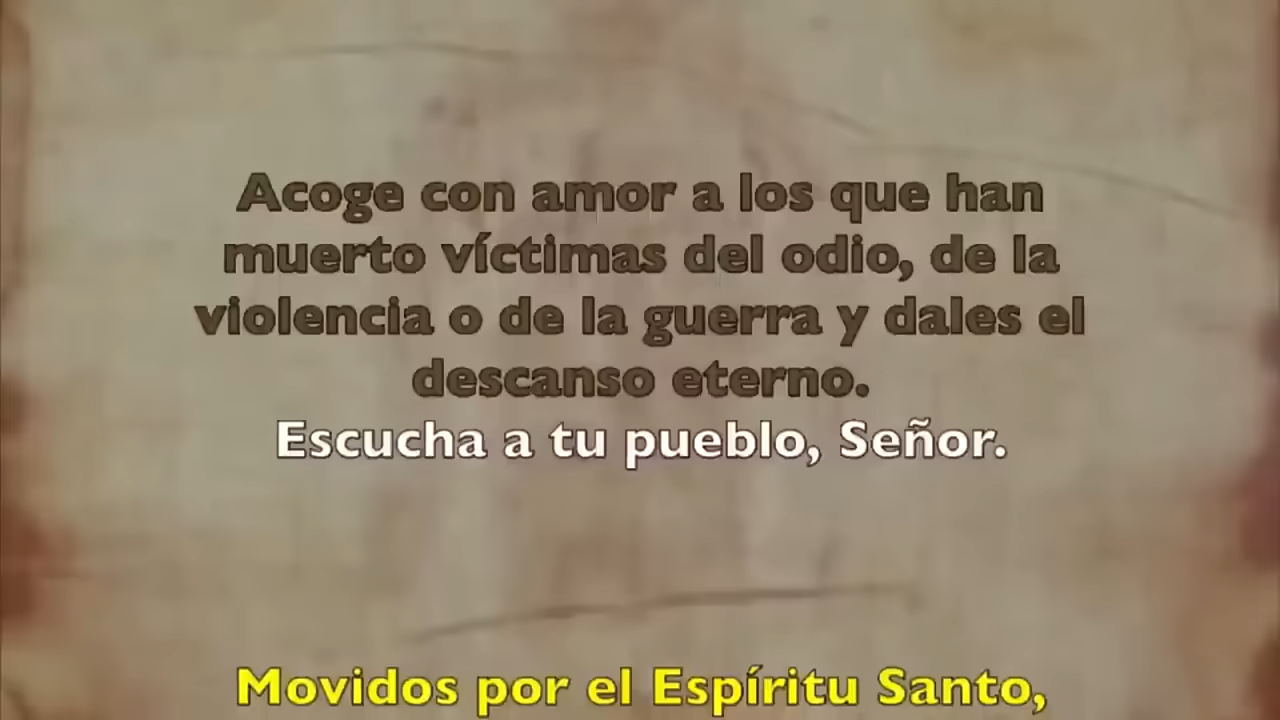 Acoge con amor a los que han
muerto víctimas del odio, de la
violencia o de la guerra y dales el
descanso eterno.
Escucha a tu pueblo, Señor.
Movidos por el Espíritu Santo,